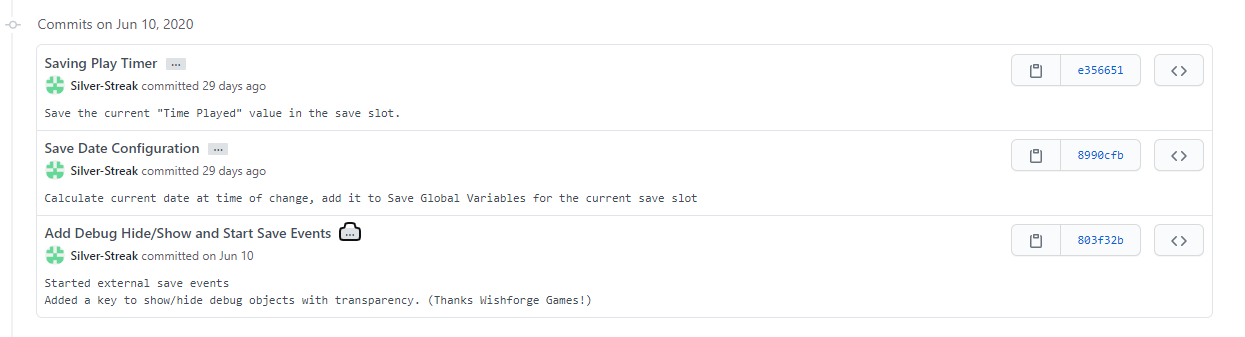 Commits on Jun 10, 2020
Saving Play Timer ...
Silver-Streak committed 29 days ago
Save the current "Time Played" value in the save slot.
e356651
Save Date Configuration ...
Silver-Streak committed 29 days ago
Calculate current date at time of change, add it to Save Global Variables for the current save slot
8990cfb
Add Debug Hide/Show and Start Save Events ...
Silver-Streak committed on Jun 10
Started external save events
Added a key to show/hide debug objects with transparency. (Thanks Wishforge Games!)
803f32b